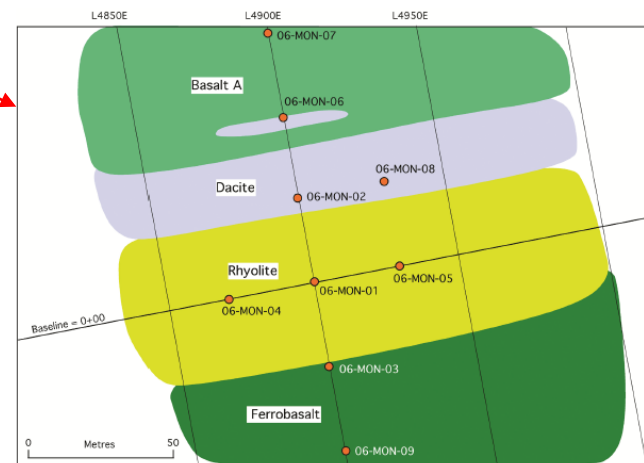 L4850E L4900E L4950E
06-MON-07
Basalt A
06-MON-06
06-MON-08
Dacite
06-MON-02
Rhyolite
06-MON-05
06-MON-01
06-MON-04
Baseline = 0+00
06-MON-03
Ferrobasalt
0 Metres 50
06-MON-09